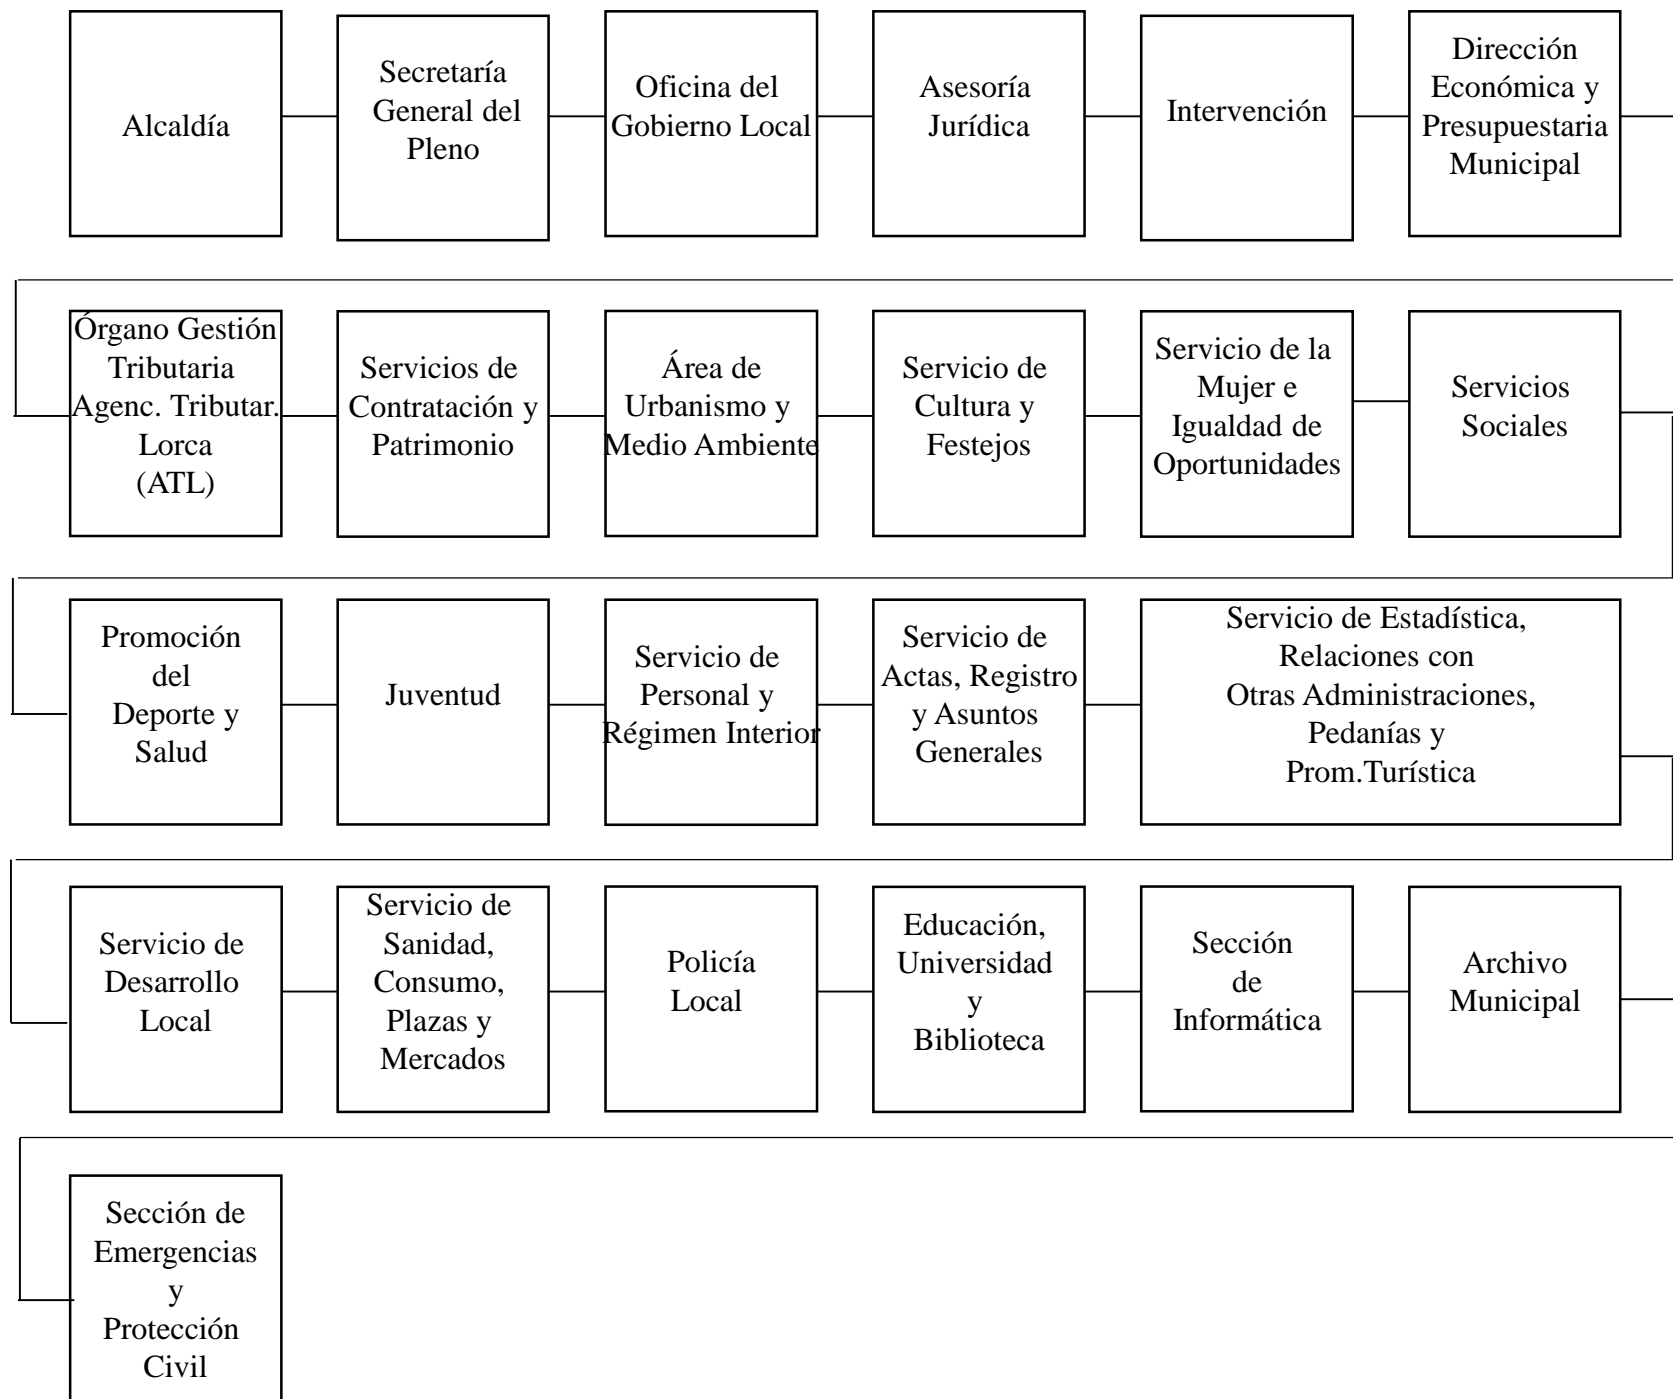 Alcaldía
Secretaría
General del
Pleno
Oficina del
Gobierno Local
Asesoría
Jurídica
Intervención
Dirección
Económica y
Presupuestaria
Municipal
Órgano Gestión
Tributaria
Agenc. Tributar.
Lorca
(ATL)
Servicios de
Contratación y
Patrimonio
Área de
Urbanismo y
Medio Ambiente
Servicio de
Cultura y
Festejos
Servicio de la
Mujer e
Igualdad de
Oportunidades
Servicios
Sociales
Promoción
del
Deporte y
Salud
Juventud
Servicio de
Personal y
Régimen Interior
Servicio de
Actas, Registro
y Asuntos
Generales
Servicio de Estadística,
Relaciones con
Otras Administraciones,
Pedanías y
Prom.Turística
Servicio de
Desarrollo
Local
Servicio de
Sanidad,
Consumo,
Plazas y
Mercados
Policía
Local
Educación,
Universidad
y
Biblioteca
Sección
de
Informática
Archivo
Municipal
Sección de
Emergencias
y
Protección
Civil